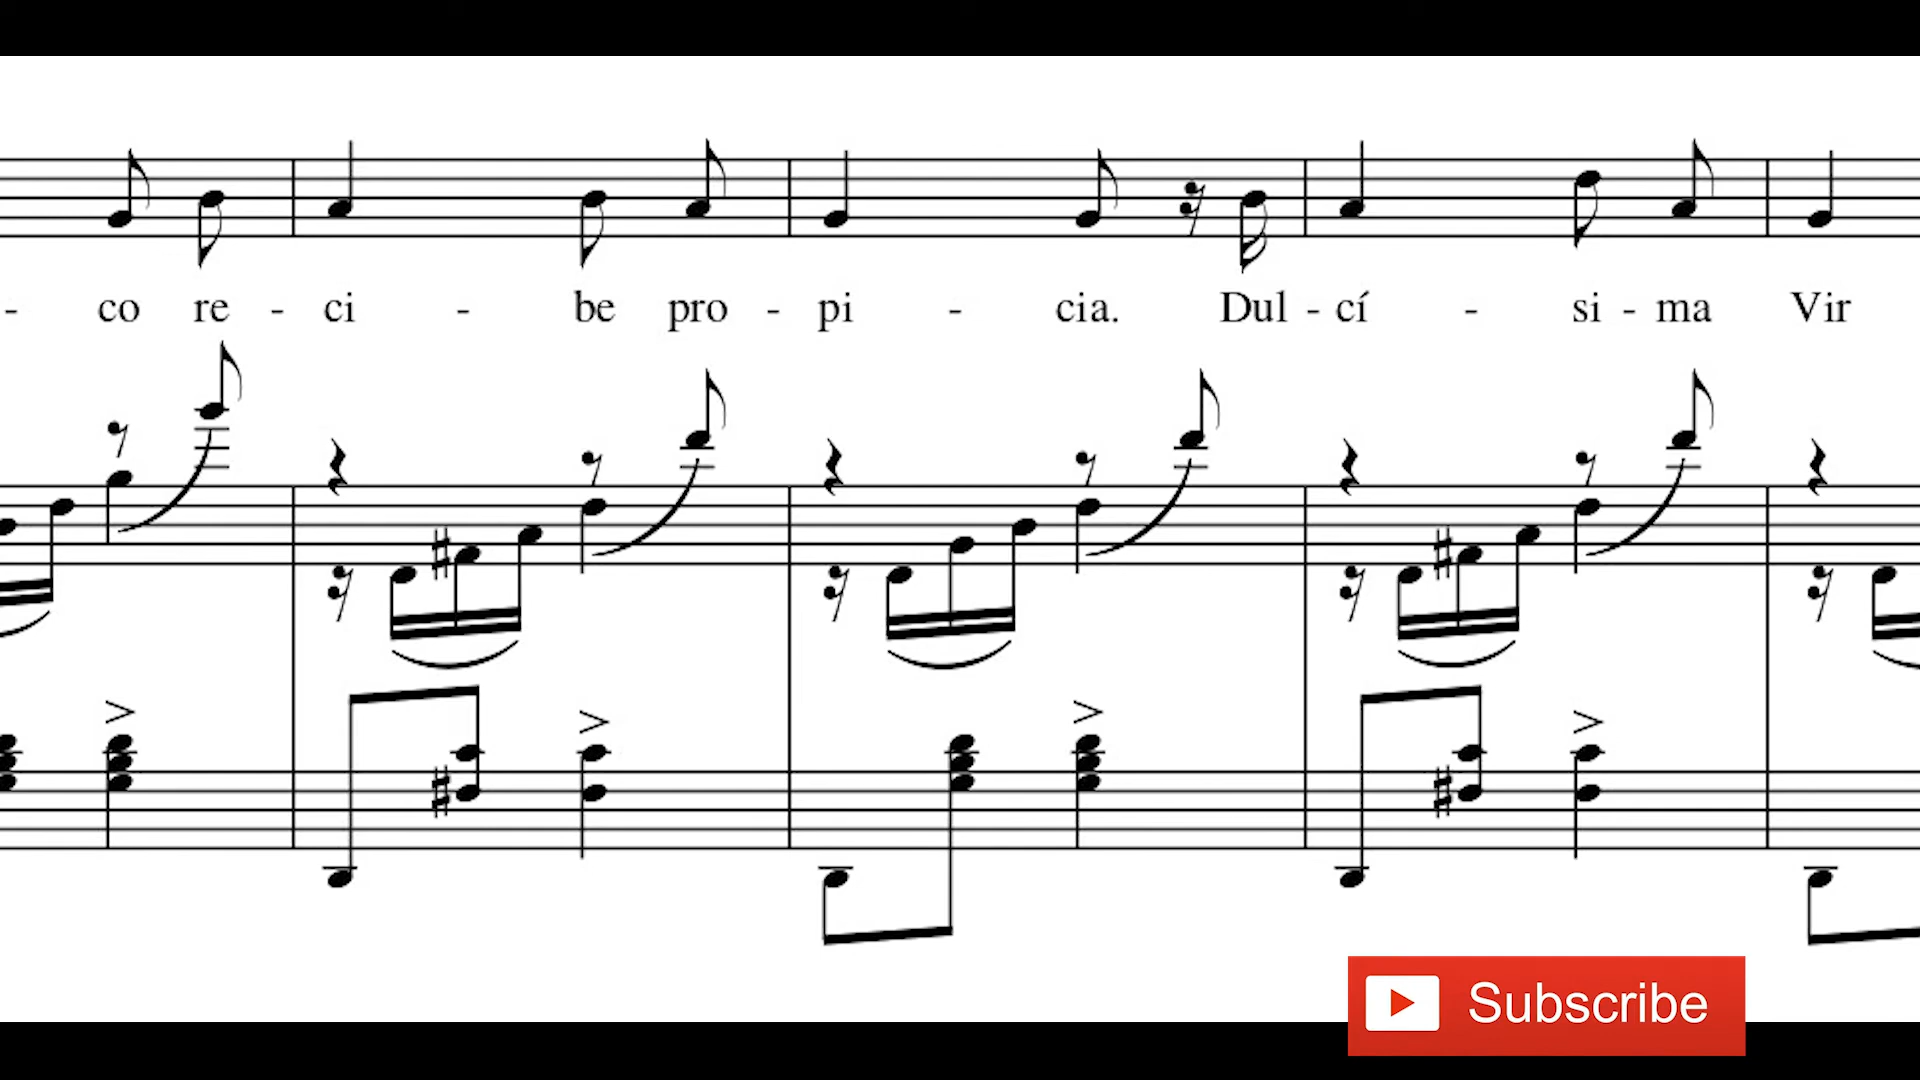 - co re - ci - be pro - pi - cia. Dul - cí - si - ma Vir
Subscribe